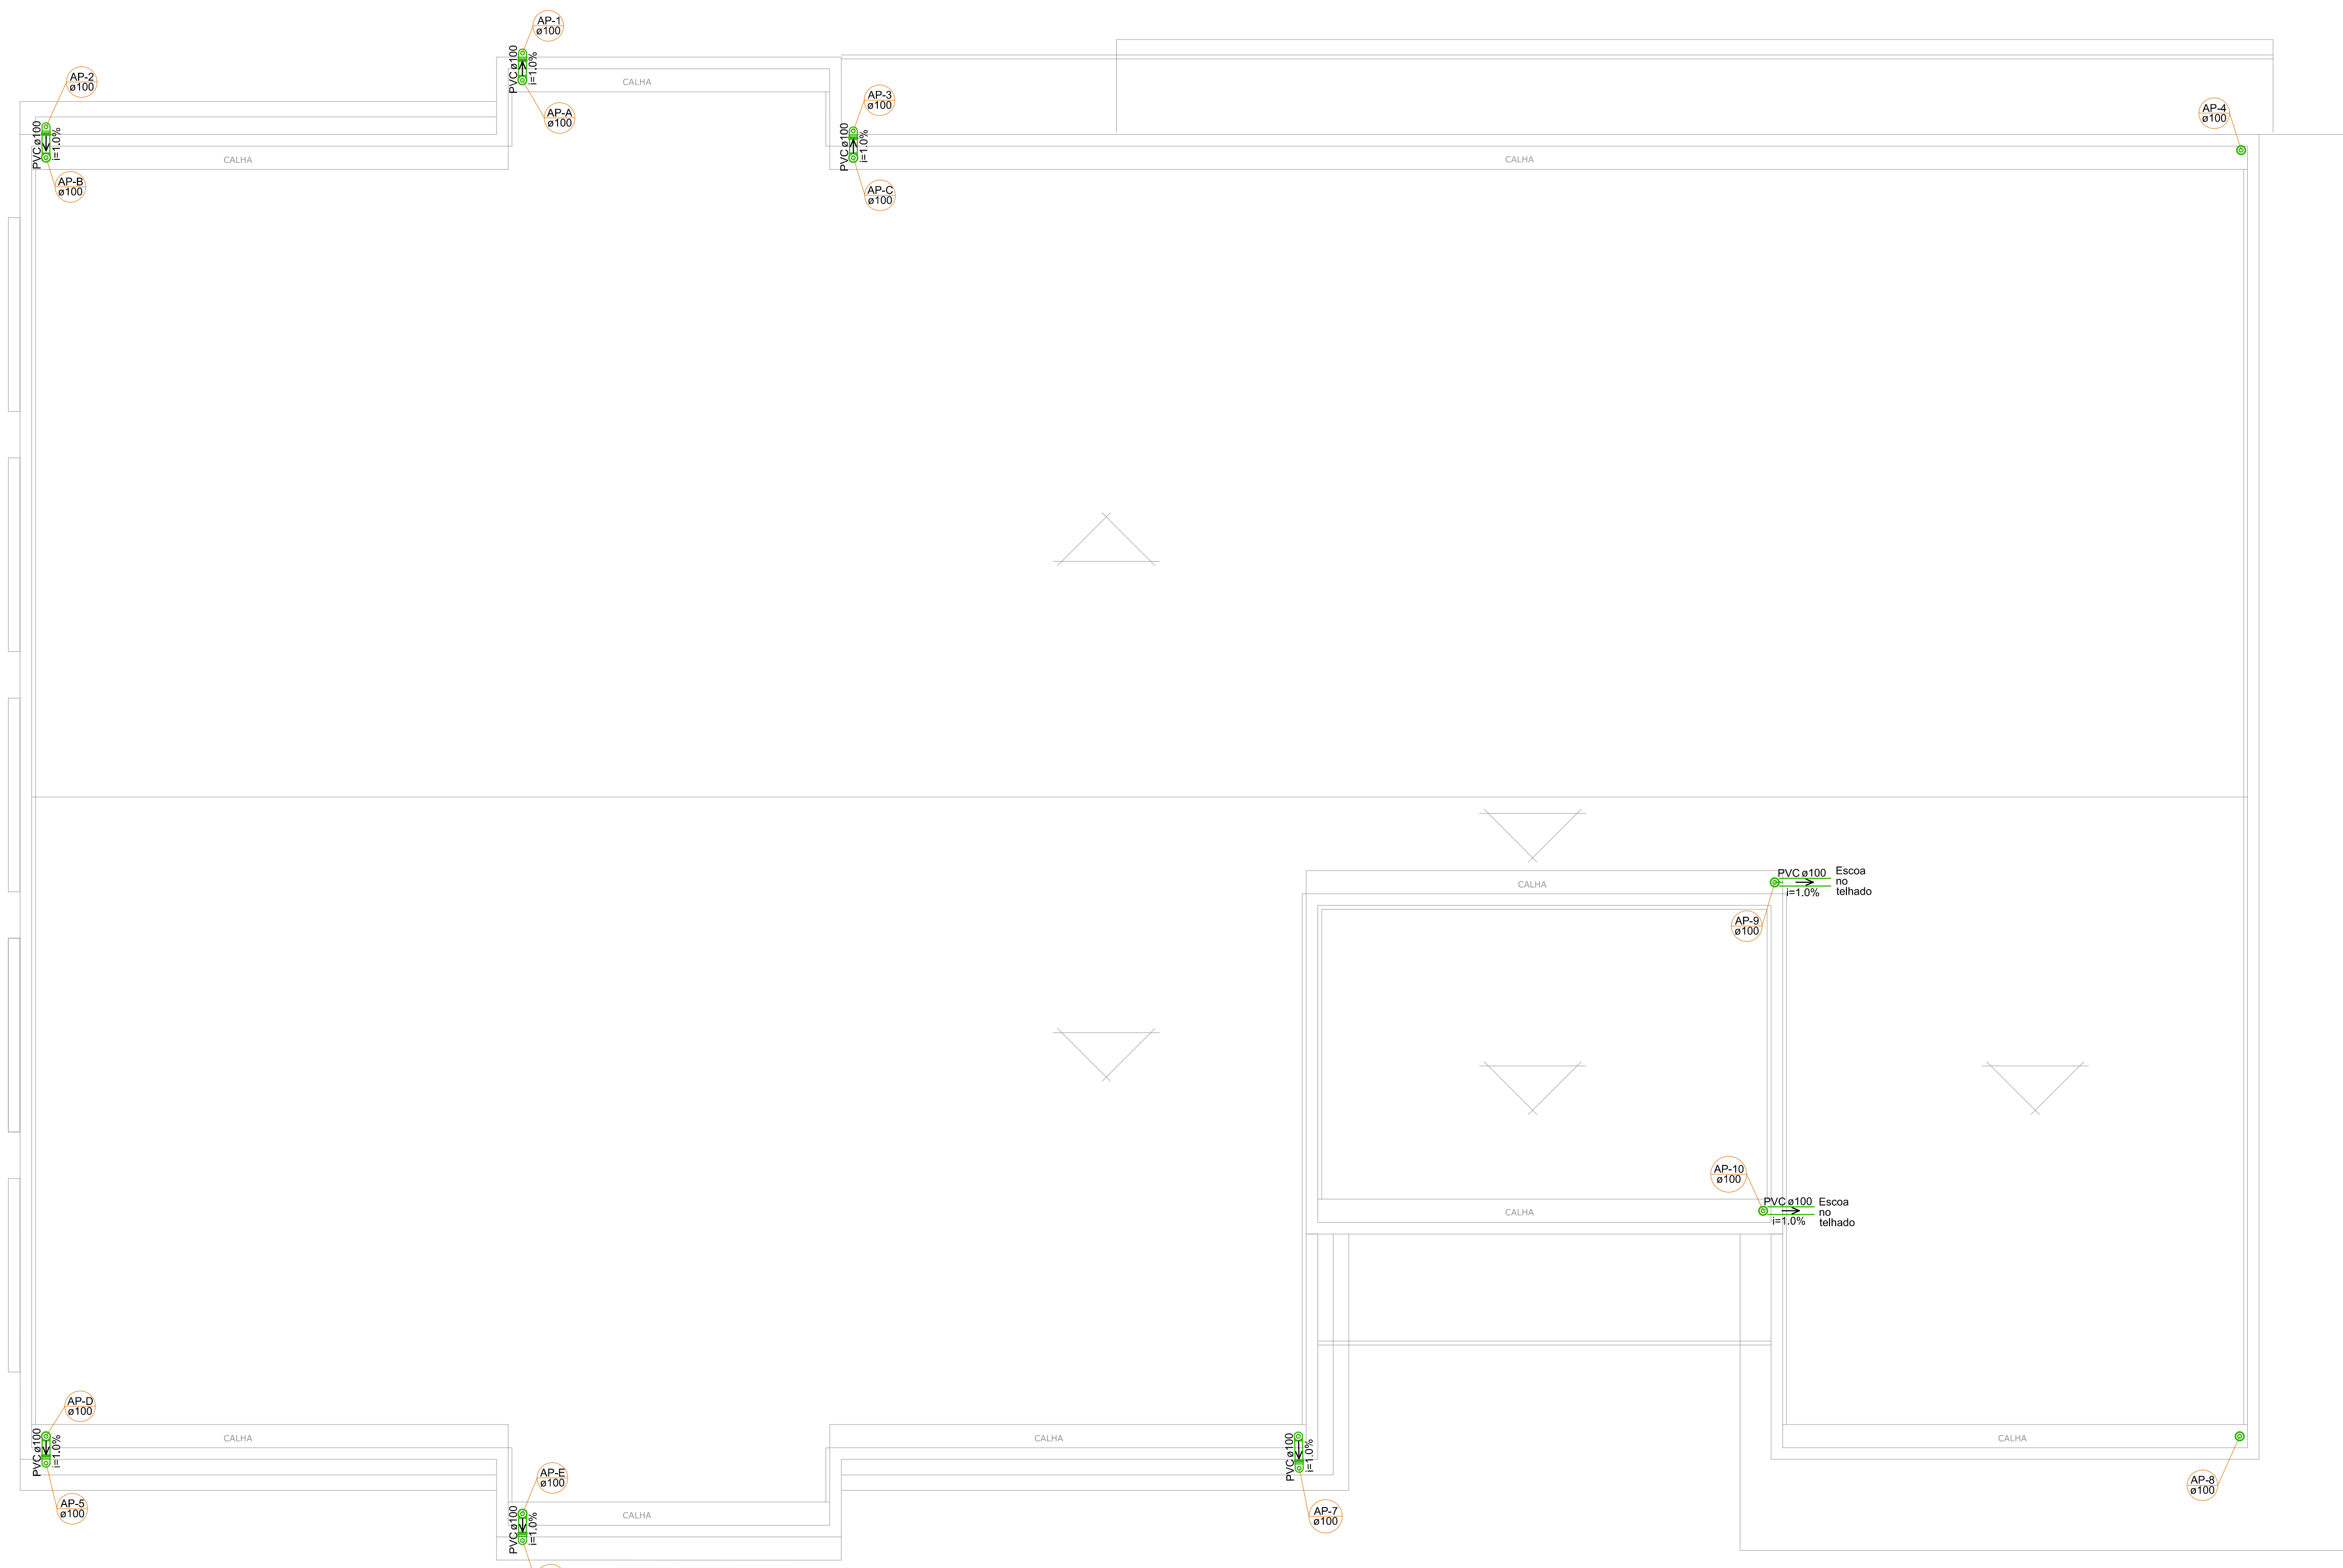 AP-1
ø100
PVC ø100
i=1.0%
AP-2
ø100
CALHA
AP-3
ø100
AP-4
ø100
AP-A
ø100
PVC ø100
i=1.0%
CALHA
AP-B
ø100
PVC ø100
i=1.0%
CALHA
AP-C
ø100
CALHA
PVC ø100
i=1.0%
Escoa
no
telhado
AP-9
ø100
AP-10
ø100
PVC ø100
i=1.0%
Escoa
no
telhado
CALHA
AP-D
ø100
PVC ø100
i=1.0%
CALHA
CALHA
PVC ø100
i=1.0%
CALHA
AP-E
ø100
AP-8
ø100
AP-5
ø100
PVC ø100
i=1.0%
CALHA
AP-7
ø100